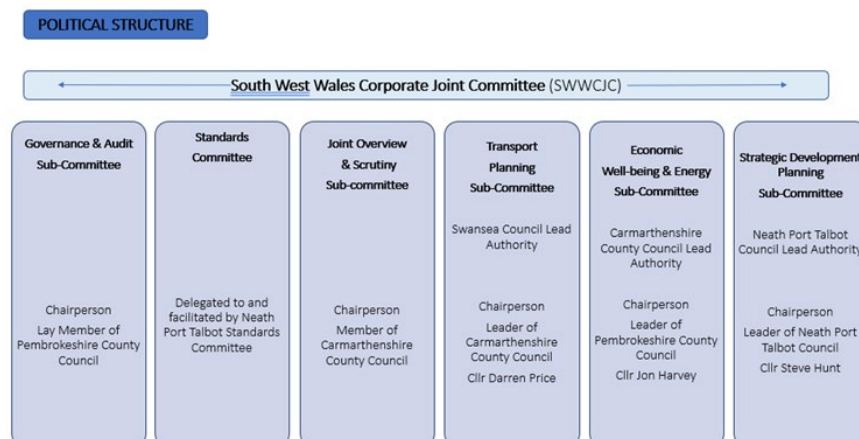 POLITICAL STRUCTURE
South West Wales Corporate Joint Committee (SWWCJC)
Governance & Audit
Sub-Committee
Chairperson
Lay Member of
Pembrokeshire County
Council
Standards
Committee
Delegated to and
facilitated by Neath
Port Talbot Standards
Committee
Joint Overview
& Scrutiny
Sub-committee
Chairperson
Member of
Carmarthenshire
County Council
Transport
Planning
Sub-Committee
Swansea Council Lead
Authority
Chairperson
Leader of
Carmarthenshire
County Council
Cllr Darren Price
Economic
Well-being & Energy
Sub-Committee
Carmarthenshire
County Council Lead
Authority
Chairperson
Leader of
Pembrokeshire County
Council
Cllr Jon Harvey
Strategic Development
Planning
Sub-Committee
Neath Port Talbot
Council Lead Authority
Chairperson
Leader of Neath Port
Talbot Council
Cllr Steve Hunt